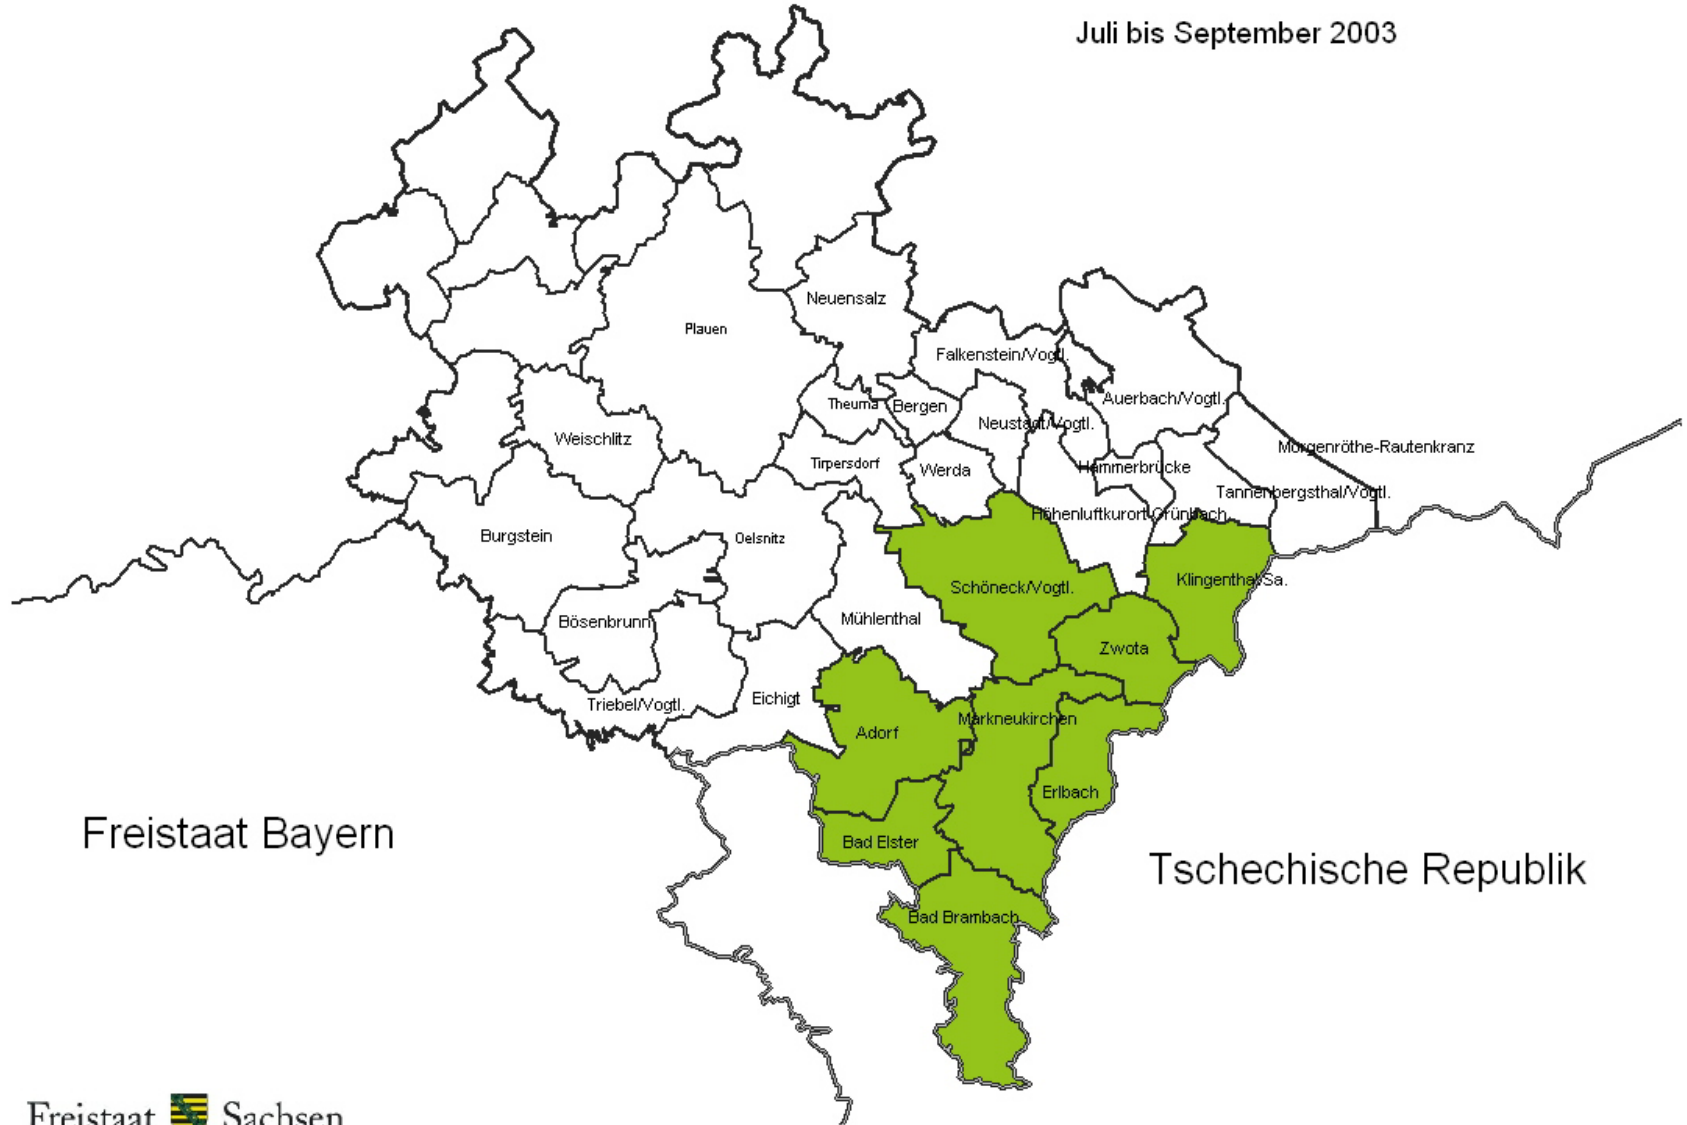 Juli bis September 2003
Neuensalz
Plauen
Falkenstein/Vogtl.
Auerbach/Vogtl.
Theuma
Bergen
Neustadt/Vogtl.
Weischlitz
Morgenröthe-Rautenkranz
Tirpersdorf
Werda
Hammerbrücke
Tannenbergsthal/Vogtl.
Höhenluftkurort Grünbach
Burgstein
Oelsnitz
Klingenthal/Sa.
Schöneck/Vogtl.
Bösenbrunn
Mühlenthal
Zwota
Eichigt
Triebel/Vogtl.
Markneukirchen
Adorf
Erlbach
Freistaat Bayern
Bad Elster
Tschechische Republik
Bad Brambach
Freistaat Sachsen